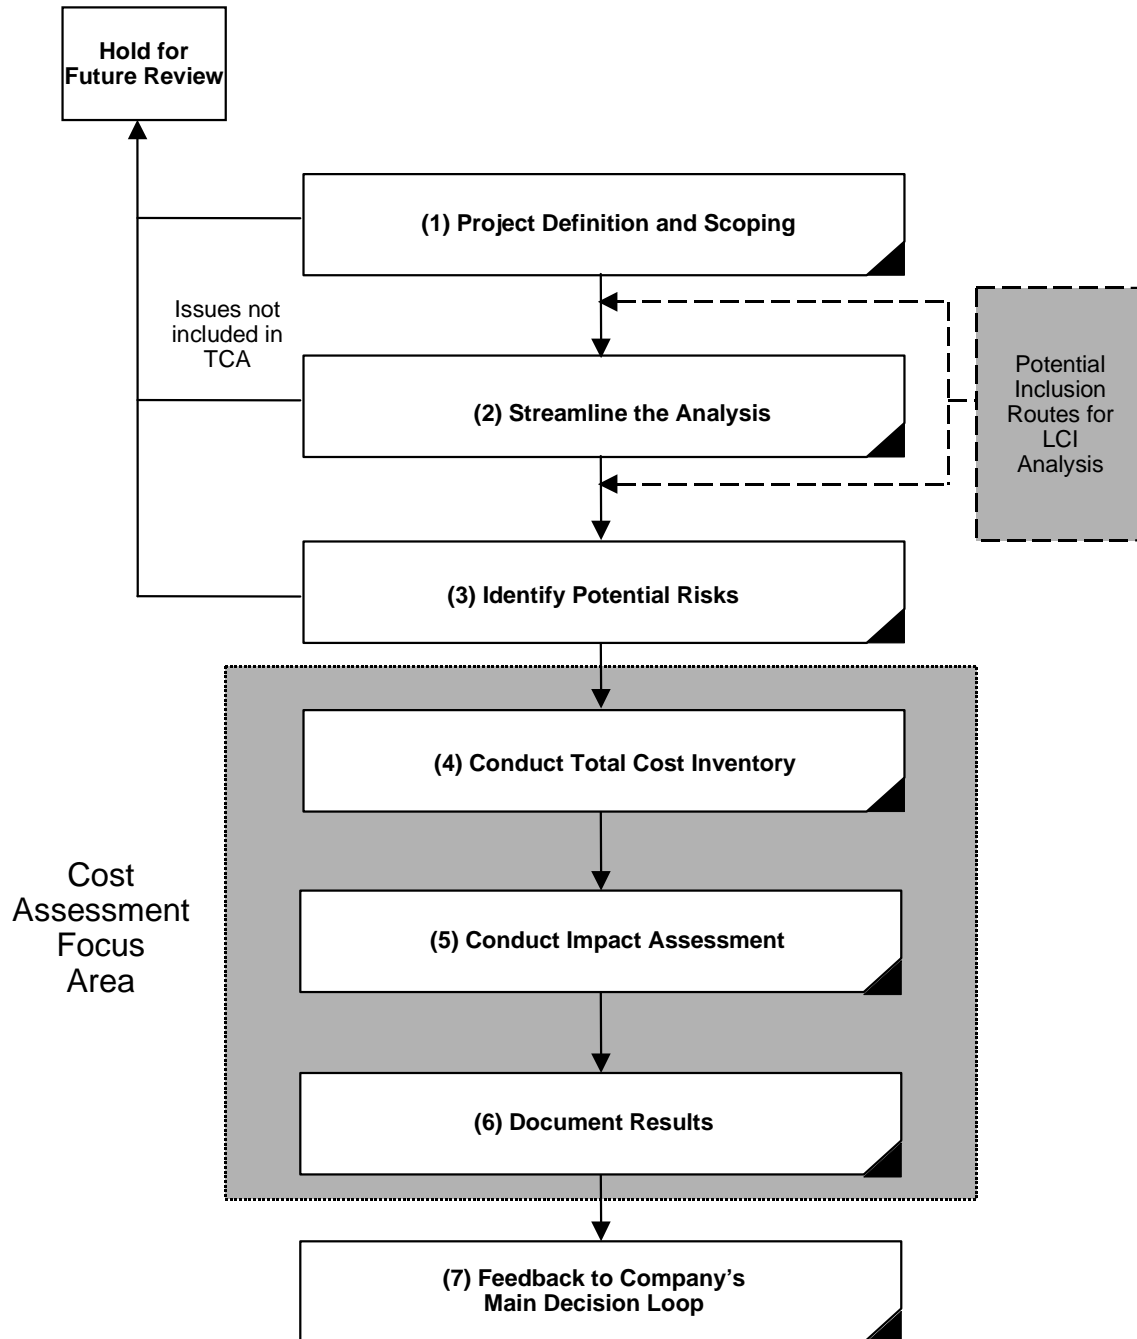 Hold for
Future Review
(1) Project Definition and Scoping
Issues not
included in
TCA
Potential
Inclusion
Routes for
LCI
Analysis
(2) Streamline the Analysis
(3) Identify Potential Risks
(4) Conduct Total Cost Inventory
Cost
Assessment
Focus
Area
(5) Conduct Impact Assessment
(6) Document Results
(7) Feedback to Company’s
Main Decision Loop